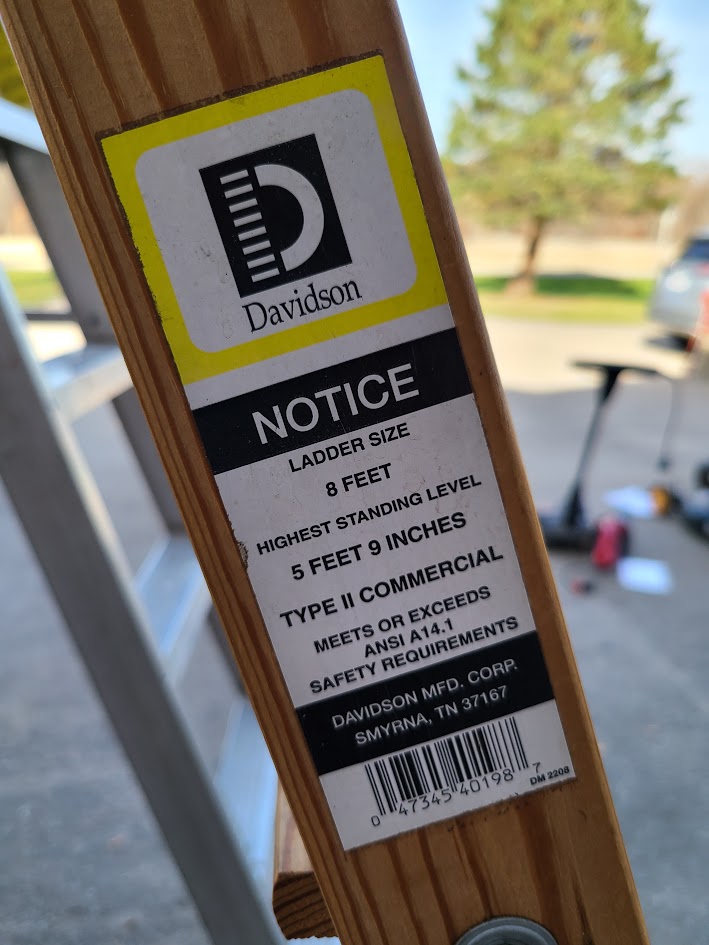 Davidson
NOTICE
LADDER SIZE
8 FEET
HIGHEST STANDING LEVEL
5 FEET 9 INCHES
TYPE II COMMERCIAL
MEETS OR EXCEEDS
ANSI A14.1
SAFETY REQUIREMENTS
DAVIDSON MFD. CORP.
SMYRNA, TN 37167
0 47345 40198 7
DM 2208